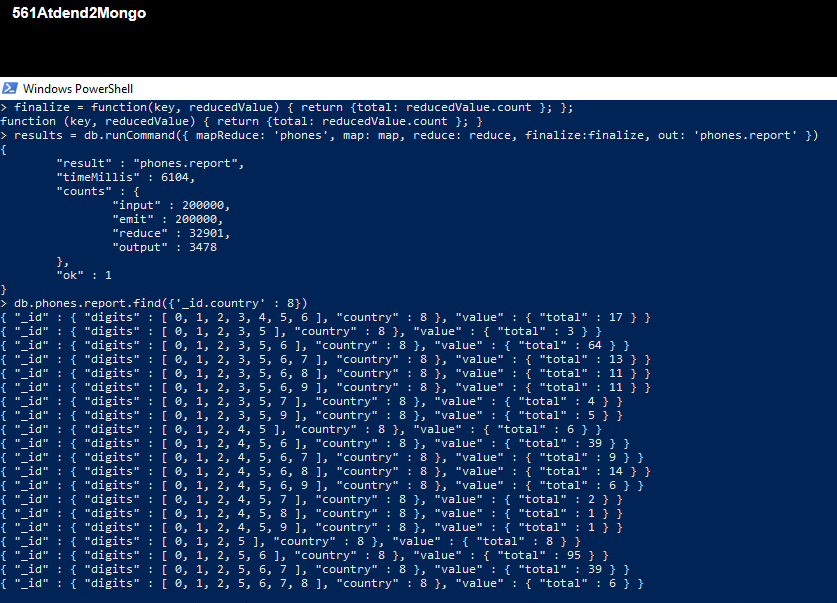 561Atdend2Mongo
Windows PowerShell
> finalize = function(key, reducedValue) { return {total: reducedValue.count }; };
function (key, reducedValue) { return {total: reducedValue.count }; }
> results = db.runCommand({ mapReduce: 'phones', map: map, reduce: reduce, finalize:finalize, out: 'phones.report' })
{
        "result" : "phones.report",
        "timeMillis" : 6104,
        "counts" : {
                "input" : 200000,
                "emit" : 200000,
                "reduce" : 32901,
                "output" : 3478
        },
        "ok" : 1
}
> db.phones.report.find({'_id.country' : 8})
{ "_id" : { "digits" : [ 0, 1, 2, 3, 4, 5, 6 ], "country" : 8 }, "value" : { "total" : 17 } }
{ "_id" : { "digits" : [ 0, 1, 2, 3, 5 ], "country" : 8 }, "value" : { "total" : 3 } }
{ "_id" : { "digits" : [ 0, 1, 2, 3, 5, 6 ], "country" : 8 }, "value" : { "total" : 64 } }
{ "_id" : { "digits" : [ 0, 1, 2, 3, 5, 6, 7 ], "country" : 8 }, "value" : { "total" : 13 } }
{ "_id" : { "digits" : [ 0, 1, 2, 3, 5, 6, 8 ], "country" : 8 }, "value" : { "total" : 11 } }
{ "_id" : { "digits" : [ 0, 1, 2, 3, 5, 6, 9 ], "country" : 8 }, "value" : { "total" : 11 } }
{ "_id" : { "digits" : [ 0, 1, 2, 3, 5, 7 ], "country" : 8 }, "value" : { "total" : 4 } }
{ "_id" : { "digits" : [ 0, 1, 2, 3, 5, 9 ], "country" : 8 }, "value" : { "total" : 5 } }
{ "_id" : { "digits" : [ 0, 1, 2, 4, 5 ], "country" : 8 }, "value" : { "total" : 6 } }
{ "_id" : { "digits" : [ 0, 1, 2, 4, 5, 6 ], "country" : 8 }, "value" : { "total" : 39 } }
{ "_id" : { "digits" : [ 0, 1, 2, 4, 5, 6, 7 ], "country" : 8 }, "value" : { "total" : 9 } }
{ "_id" : { "digits" : [ 0, 1, 2, 4, 5, 6, 8 ], "country" : 8 }, "value" : { "total" : 14 } }
{ "_id" : { "digits" : [ 0, 1, 2, 4, 5, 6, 9 ], "country" : 8 }, "value" : { "total" : 6 } }
{ "_id" : { "digits" : [ 0, 1, 2, 4, 5, 7 ], "country" : 8 }, "value" : { "total" : 2 } }
{ "_id" : { "digits" : [ 0, 1, 2, 4, 5, 8 ], "country" : 8 }, "value" : { "total" : 1 } }
{ "_id" : { "digits" : [ 0, 1, 2, 4, 5, 9 ], "country" : 8 }, "value" : { "total" : 1 } }
{ "_id" : { "digits" : [ 0, 1, 2, 5 ], "country" : 8 }, "value" : { "total" : 8 } }
{ "_id" : { "digits" : [ 0, 1, 2, 5, 6 ], "country" : 8 }, "value" : { "total" : 95 } }
{ "_id" : { "digits" : [ 0, 1, 2, 5, 6, 7 ], "country" : 8 }, "value" : { "total" : 39 } }
{ "_id" : { "digits" : [ 0, 1, 2, 5, 6, 7, 8 ], "country" : 8 }, "value" : { "total" : 6 } }